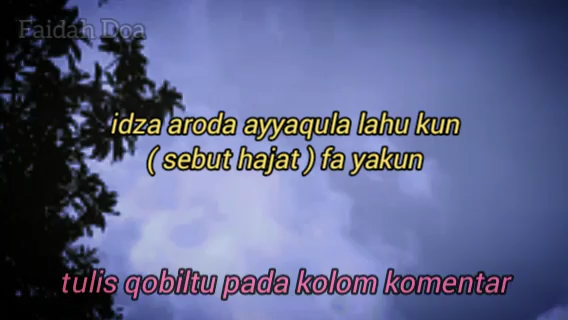 Faidah Doa
idza aroda ayyaqula lahu kun
( sebut hajat ) fa yakun
tulis qobiltu pada kolom komentar